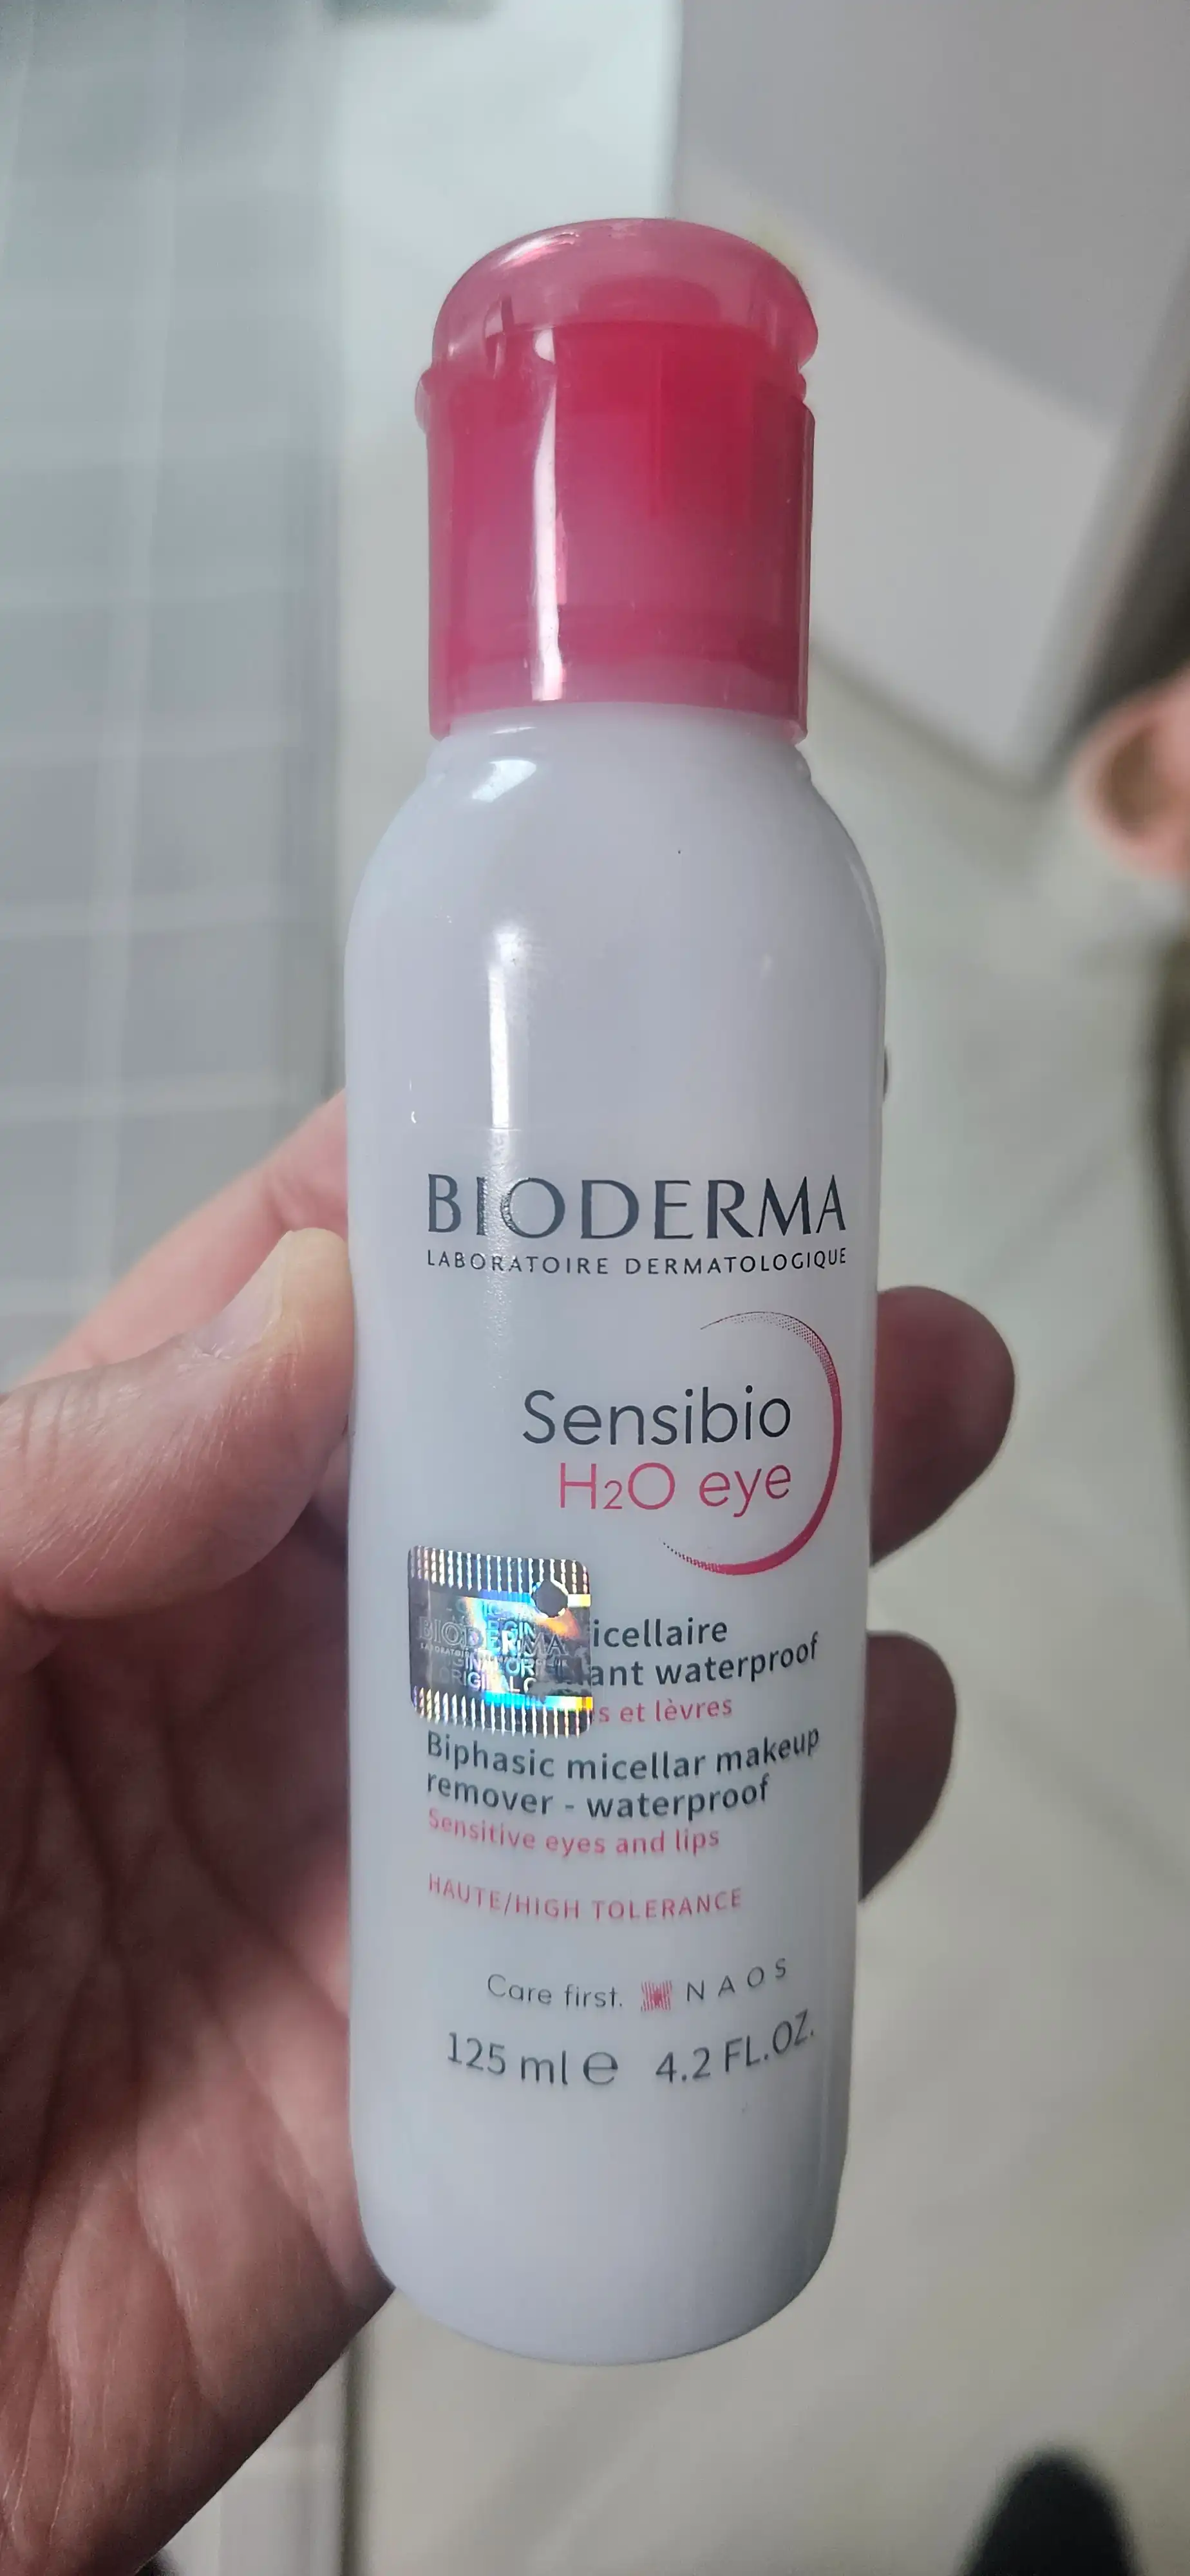 BIODERMA
LABORATOIRE DERMATOLOGIQUE
Sensibio
H2O eye
BIODERMA
icellaire
ant waterproof
s et lèvres
Biphasic micellar makeup
remover - waterproof
Sensitive eyes and lips
HAUTE/HIGH TOLERANCE
Care first. NAOS
125 ml ℮ 4.2 FL.OZ.